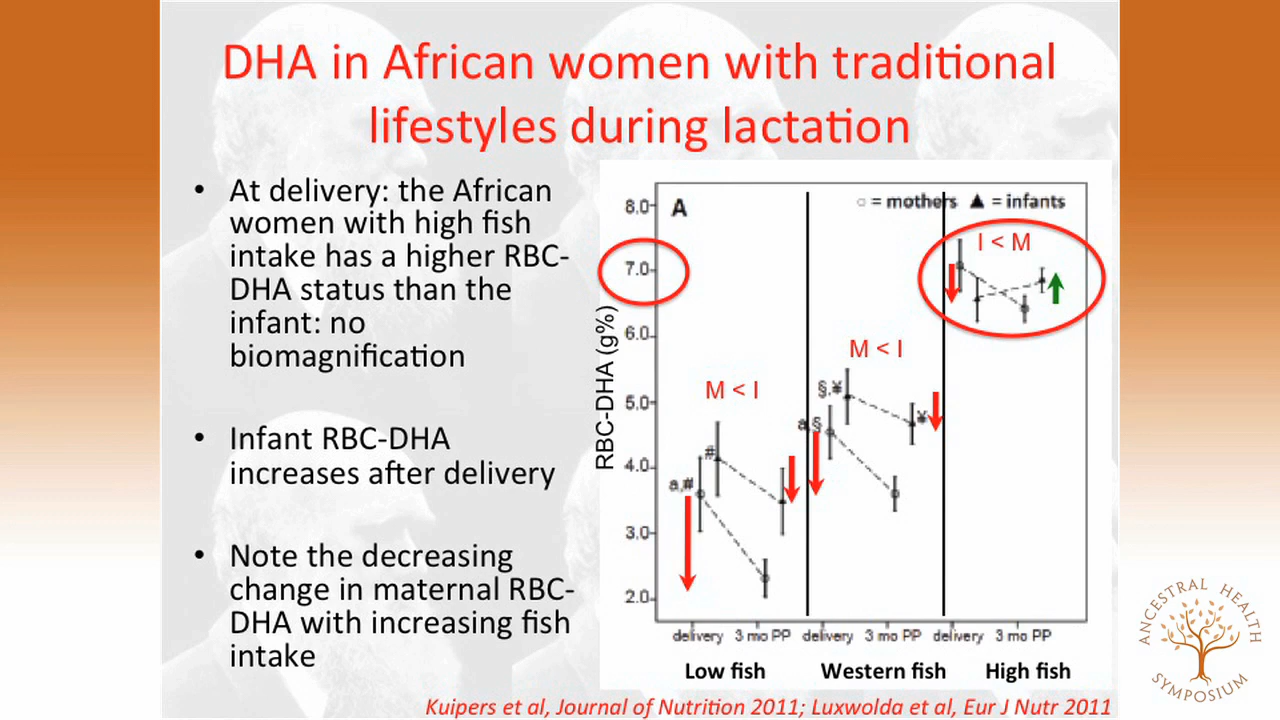 DHA in African women with traditional
lifestyles during lactation
• At delivery: the African
women with high fish
intake has a higher RBC-
DHA status than the
infant: no
biomagnification
• Infant RBC-DHA
increases after delivery
• Note the decreasing
change in maternal RBC-
DHA with increasing fish
intake
A
○ = mothers ▲ = infants
RBC-DHA (g%)
8.0
7.0
6.0
5.0
4.0
3.0
2.0
M < I
M < I
I < M
a,#
#
a,§
§,¥
¥
delivery 3 mo PP delivery 3 mo PP delivery 3 mo PP
Low fish Western fish High fish
Kuipers et al, Journal of Nutrition 2011; Luxwolda et al, Eur J Nutr 2011
ANCESTRAL HEALTH
SYMPOSIUM